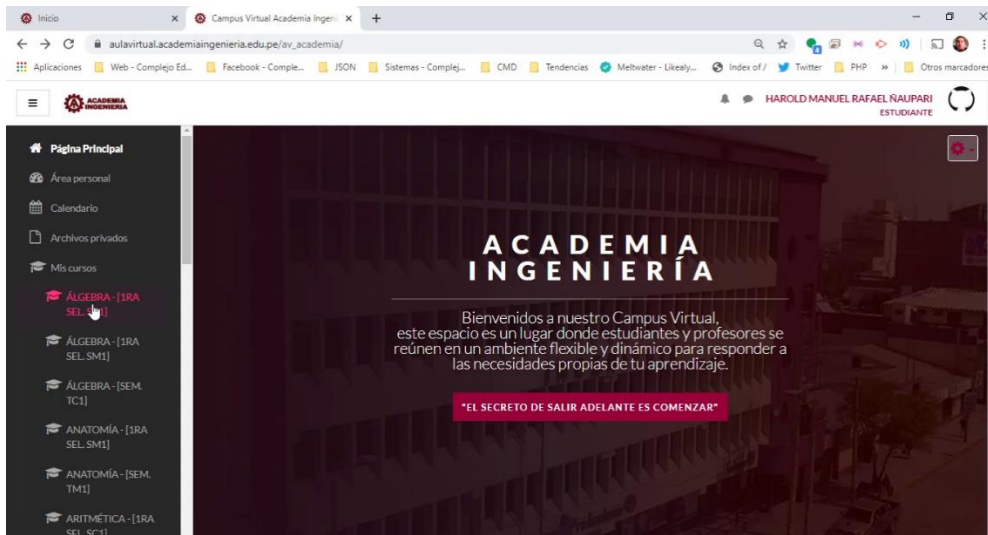 Inicio
Campus Virtual Academia Ingeni
aulavirtual.academiaingenieria.edu.pe/av_academia/
Aplicaciones Web - Complejo Ed... Facebook - Comple... JSON Sistemas - Complej... CMD Tendencias Meltwater - Likealy... Index of / Twitter PHP » Otros marcadores
ACADEMIA
INGENIERIA
HAROLD MANUEL RAFAEL ÑAUPARI
ESTUDIANTE
Página Principal
Área personal
Calendario
Archivos privados
Mis cursos
ÁLGEBRA - [1RA
SEL.
ÁLGEBRA - [1RA
SEL. SM1]
ÁLGEBRA - [SEM.
TC1]
ANATOMÍA - [1RA
SEL. SM1]
ANATOMÍA - [SEM.
TM1]
ARITMÉTICA - [1RA
SEL. SC1]
ACADEMIA
INGENIERÍA
Bienvenidos a nuestro Campus Virtual,
este espacio es un lugar donde estudiantes y profesores se
reúnen en un ambiente flexible y dinámico para responder a
las necesidades propias de tu aprendizaje.
"EL SECRETO DE SALIR ADELANTE ES COMENZAR"